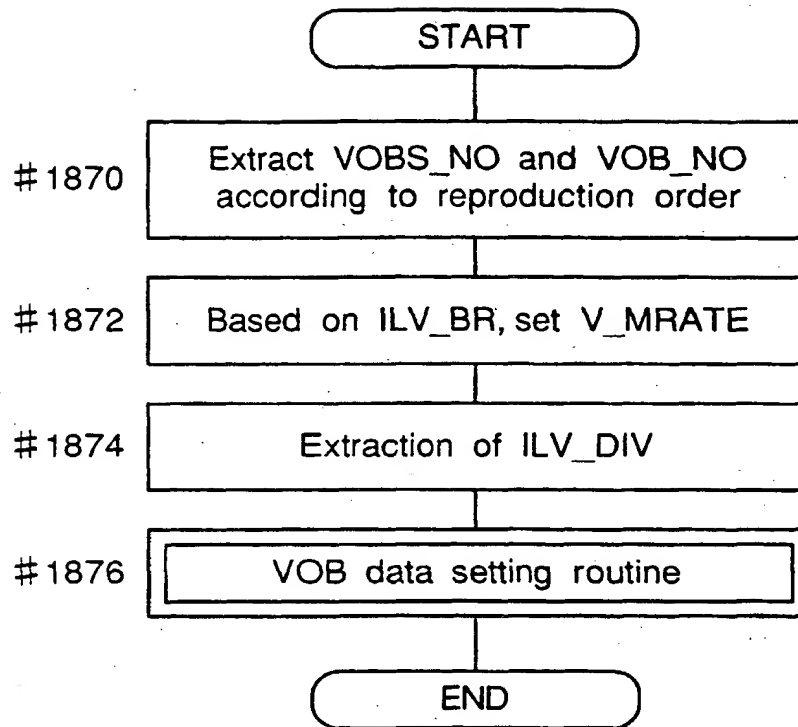 START
#1870
Extract VOBS_NO and VOB_NO
according to reproduction order
#1872
Based on ILV_BR, set V_MRATE
#1874
Extraction of ILV_DIV
#1876
VOB data setting routine
END